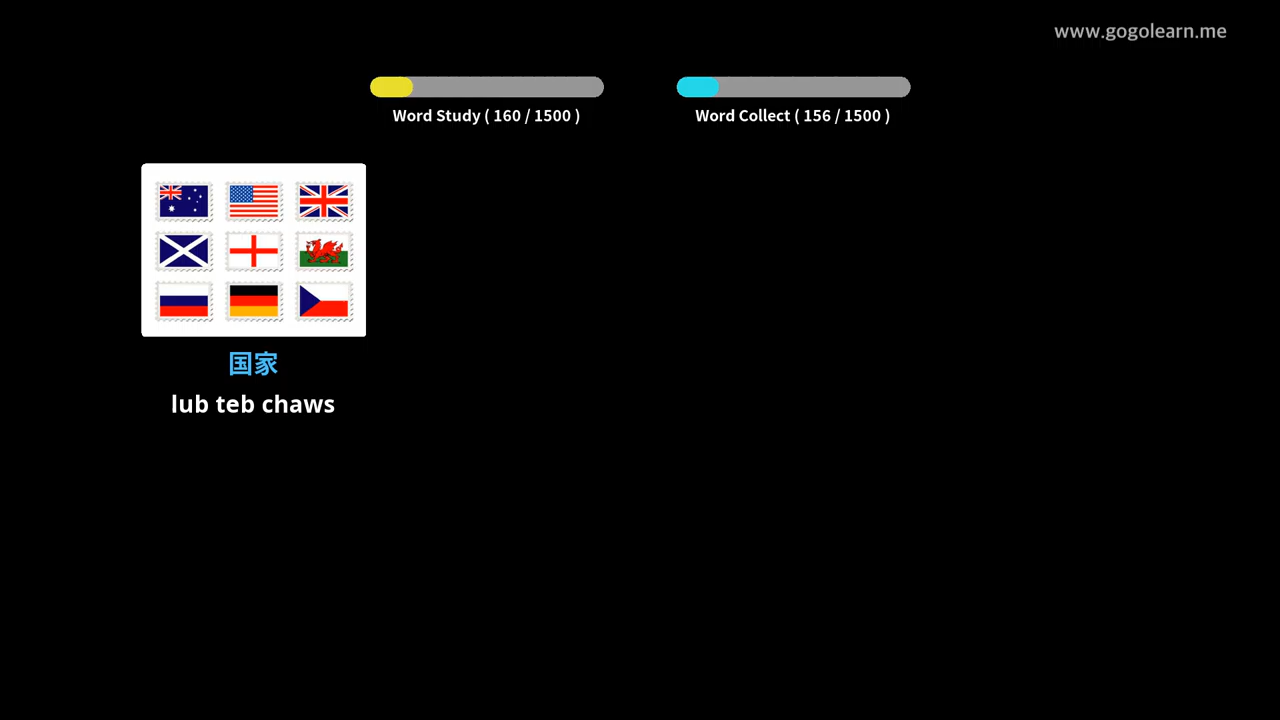 www.gogolearn.me
Word Study ( 160 / 1500 )
Word Collect ( 156 / 1500 )
国家
lub teb chaws